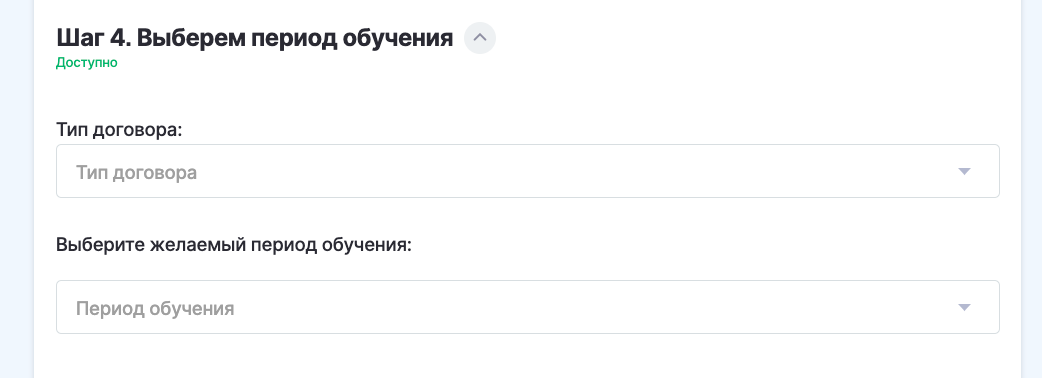 Шаг 4. Выберем период обучения
Доступно
Тип договора:
Тип договора
Выберите желаемый период обучения:
Период обучения